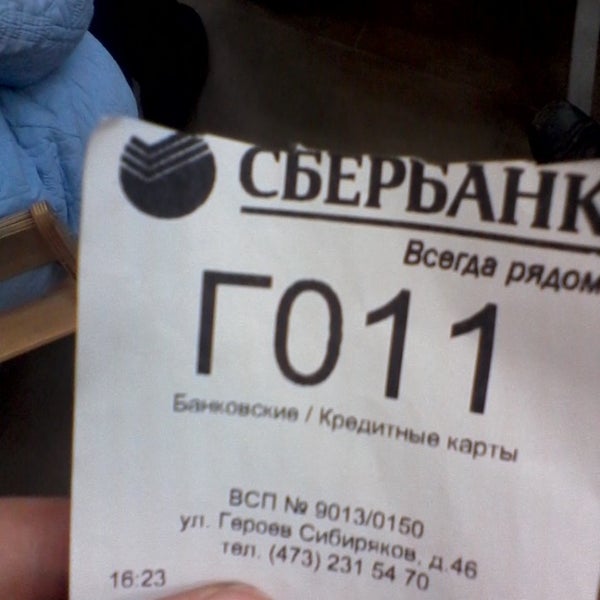 СБЕРБАНК
Всегда рядом
Г011
Банковские / Кредитные карты
ВСП № 9013/0150
ул. Героев Сибиряков, д.46
тел. (473) 231 54 70
16:23